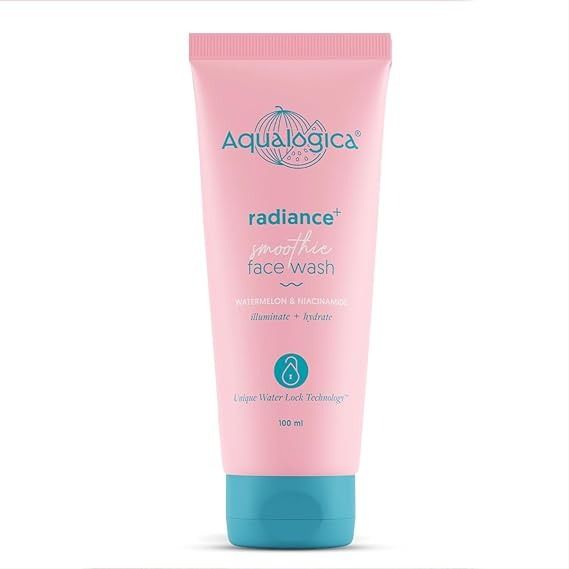 Aqualogica®
radiance+
smoothie
face wash
WATERMELON & NIACINAMIDE
illuminate + hydrate
Unique Water Lock Technology™
100 ml